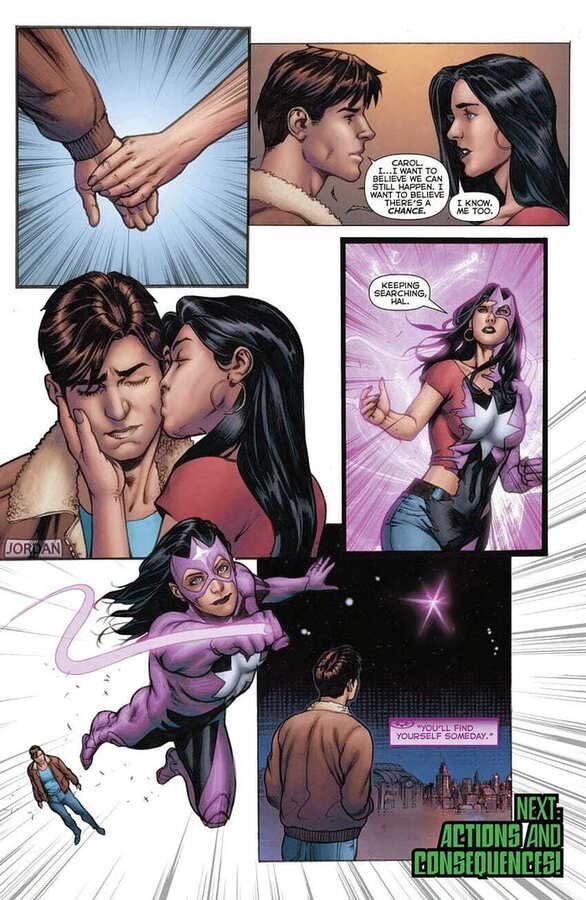 CAROL.
I...I WANT TO
BELIEVE WE CAN
STILL HAPPEN. I
WANT TO BELIEVE
THERE'S A
CHANCE.
I KNOW.
ME TOO.
KEEPING
SEARCHING,
HAL.
JORDAN
"YOU'LL FIND
YOURSELF SOMEDAY."
NEXT:
ACTIONS AND
CONSEQUENCES!